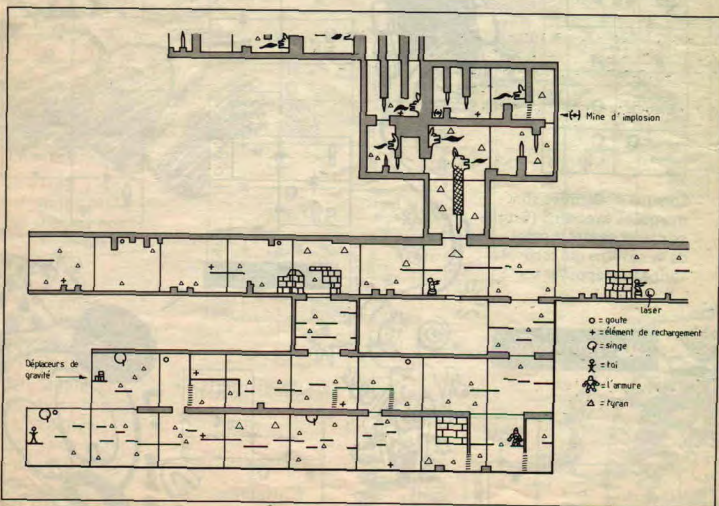 Mine d'implosion
laser
o = goute
+ = élément de rechargement
= singe
= toi
= l'armure
△ = tyran
Déplaceurs de
gravité